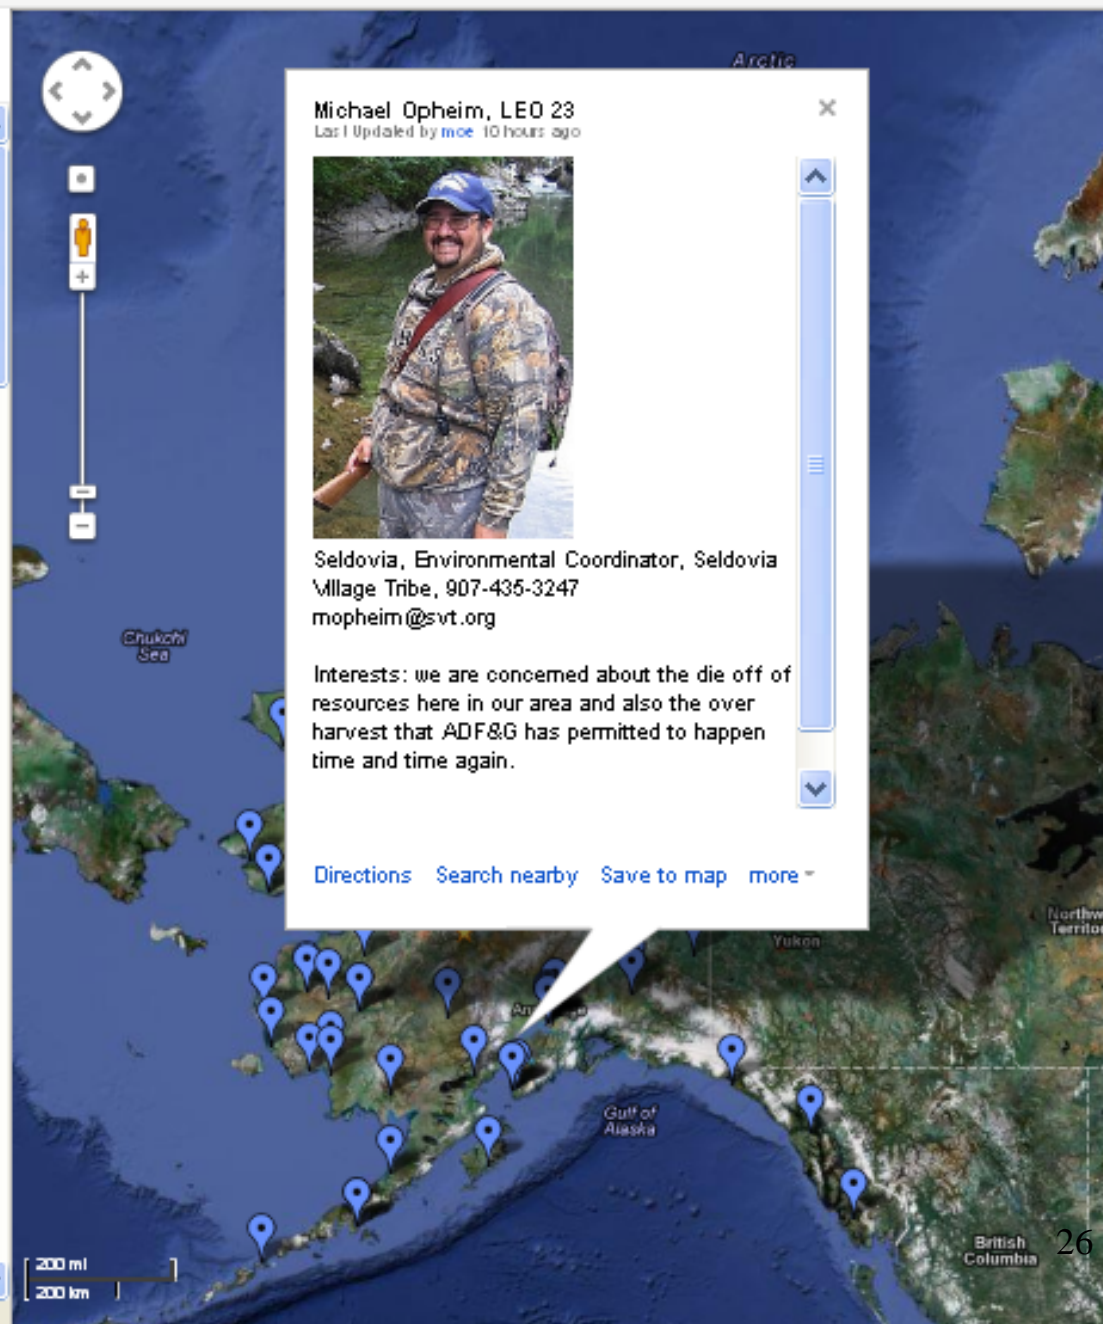 Arctic
Michael Opheim, LEO 23
Last Updated by moe 10 hours ago
Seldovia, Environmental Coordinator, Seldovia
Village Tribe, 907-435-3247
mopheim@svt.org
Interests: we are concerned about the die off of
resources here in our area and also the over
harvest that ADF&G has permitted to happen
time and time again.
Directions Search nearby Save to map more
Chukchi
Sea
Yukon
Northw
Territo
Gulf of
Alaska
British
Columbia
26
200 mi
200 km